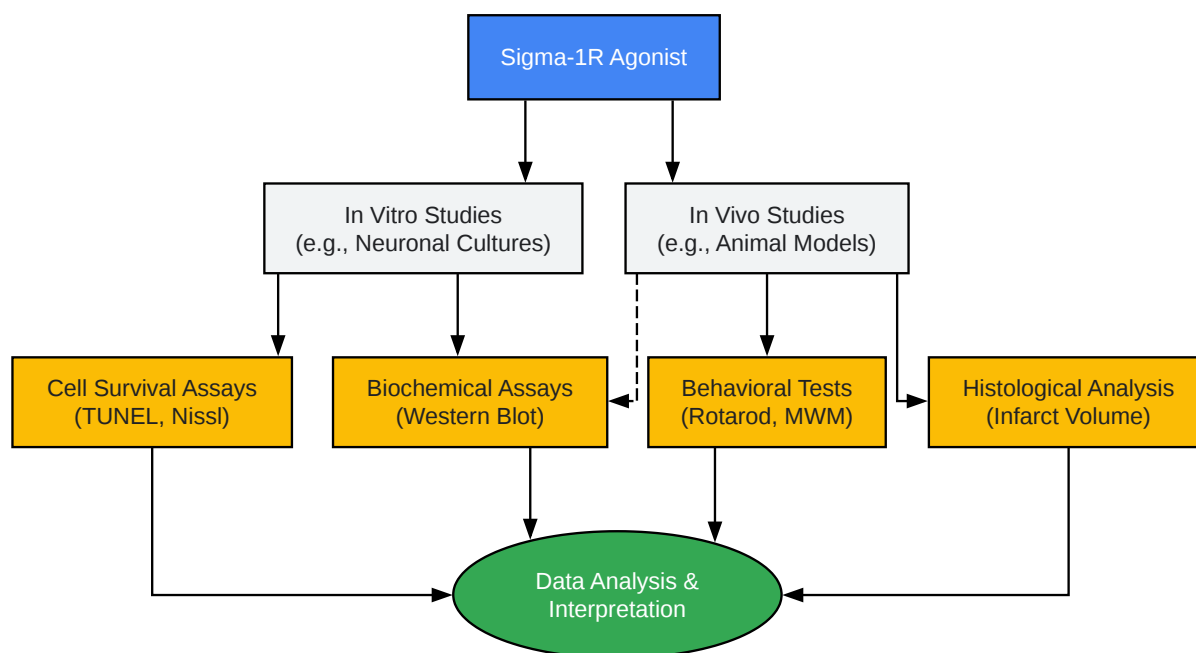 Sigma-1R Agonist
In Vitro Studies
(e.g., Neuronal Cultures)
In Vivo Studies
(e.g., Animal Models)
Cell Survival Assays
(TUNEL, Nissl)
Biochemical Assays
(Western Blot)
Behavioral Tests
(Rotarod, MWM)
Histological Analysis
(Infarct Volume)
Data Analysis &
Interpretation